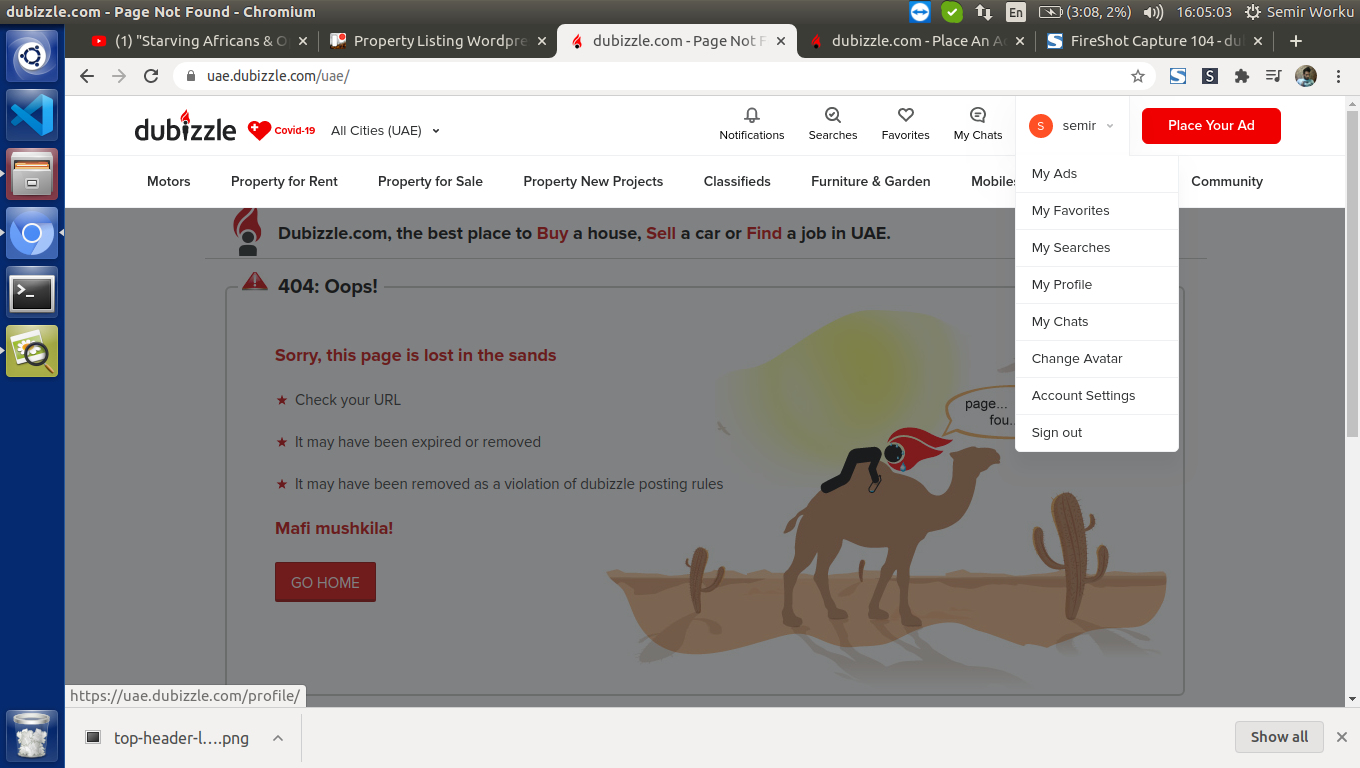 dubizzle.com - Page Not Found - Chromium
En
(3:08, 2%)
16:05:03
Semir Worku
(1) "Starving Africans & O
Property Listing Wordpre
dubizzle.com - Page Not F
dubizzle.com - Place An A
FireShot Capture 104 - dub
uae.dubizzle.com/uae/
S
S
dubizzle
Covid-19
All Cities (UAE)
Notifications
Searches
Favorites
My Chats
S
semir
Place Your Ad
Motors
Property for Rent
Property for Sale
Property New Projects
Classifieds
Furniture & Garden
Mobiles
Community
My Ads
My Favorites
My Searches
My Profile
My Chats
Change Avatar
Account Settings
Sign out
Dubizzle.com, the best place to Buy a house, Sell a car or Find a job in UAE.
404: Oops!
Sorry, this page is lost in the sands
★ Check your URL
★ It may have been expired or removed
★ It may have been removed as a violation of dubizzle posting rules
Mafi mushkila!
GO HOME
page...
fou..
https://uae.dubizzle.com/profile/
top-header-l....png
Show all